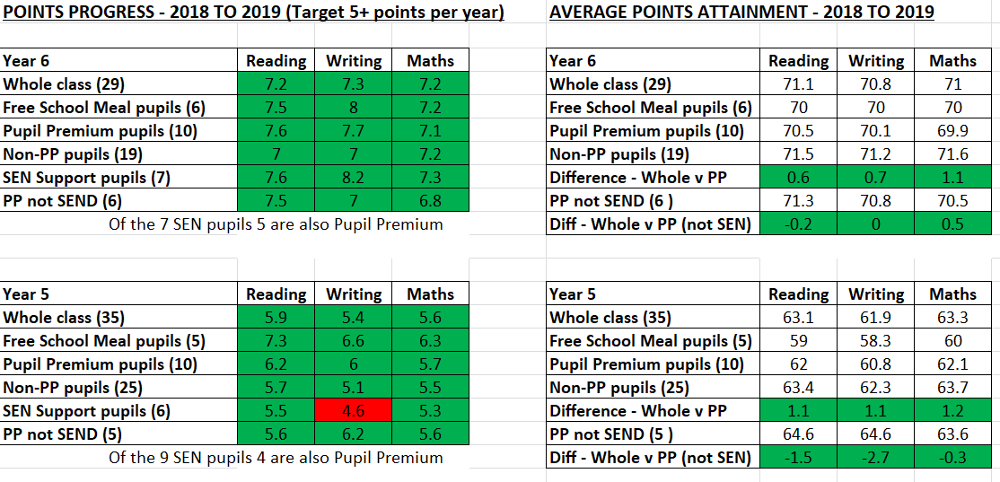 POINTS PROGRESS - 2018 TO 2019 (Target 5+ points per year)
Year 6 Reading Writing Maths
Whole class (29) 7.2 7.3 7.2
Free School Meal pupils (6) 7.5 8 7.2
Pupil Premium pupils (10) 7.6 7.7 7.1
Non-PP pupils (19) 7 7 7.2
SEN Support pupils (7) 7.6 8.2 7.3
PP not SEND (6) 7.5 7 6.8
Of the 7 SEN pupils 5 are also Pupil Premium
Year 5 Reading Writing Maths
Whole class (35) 5.9 5.4 5.6
Free School Meal pupils (5) 7.3 6.6 6.3
Pupil Premium pupils (10) 6.2 6 5.7
Non-PP pupils (25) 5.7 5.1 5.5
SEN Support pupils (6) 5.5 4.6 5.3
PP not SEND (5) 5.6 6.2 5.6
Of the 9 SEN pupils 4 are also Pupil Premium
AVERAGE POINTS ATTAINMENT - 2018 TO 2019
Year 6 Reading Writing Maths
Whole class (29) 71.1 70.8 71
Free School Meal pupils (6) 70 70 70
Pupil Premium pupils (10) 70.5 70.1 69.9
Non-PP pupils (19) 71.5 71.2 71.6
Difference - Whole v PP 0.6 0.7 1.1
PP not SEND (6 ) 71.3 70.8 70.5
Diff - Whole v PP (not SEN) -0.2 0 0.5
Year 5 Reading Writing Maths
Whole class (35) 63.1 61.9 63.3
Free School Meal pupils (5) 59 58.3 60
Pupil Premium pupils (10) 62 60.8 62.1
Non-PP pupils (25) 63.4 62.3 63.7
Difference - Whole v PP 1.1 1.1 1.2
PP not SEND (5 ) 64.6 64.6 63.6
Diff - Whole v PP (not SEN) -1.5 -2.7 -0.3